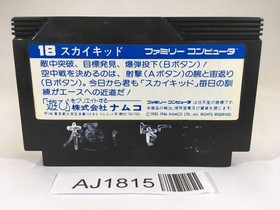 18 スカイキッド ファミリー コンピュータ
敵中突破、目標発見、爆弾投下(Bボタン)!
空中戦を決めるのは、射撃(Aボタン)の腕と宙返り
(Bボタン)。今日から君も「スカイキッド」毎日の訓
練がエースへの近道だ!
「遊び」をクリエイトする
株式会社 ナムコ
ALL RIGHTS RESERVED
AJ1815